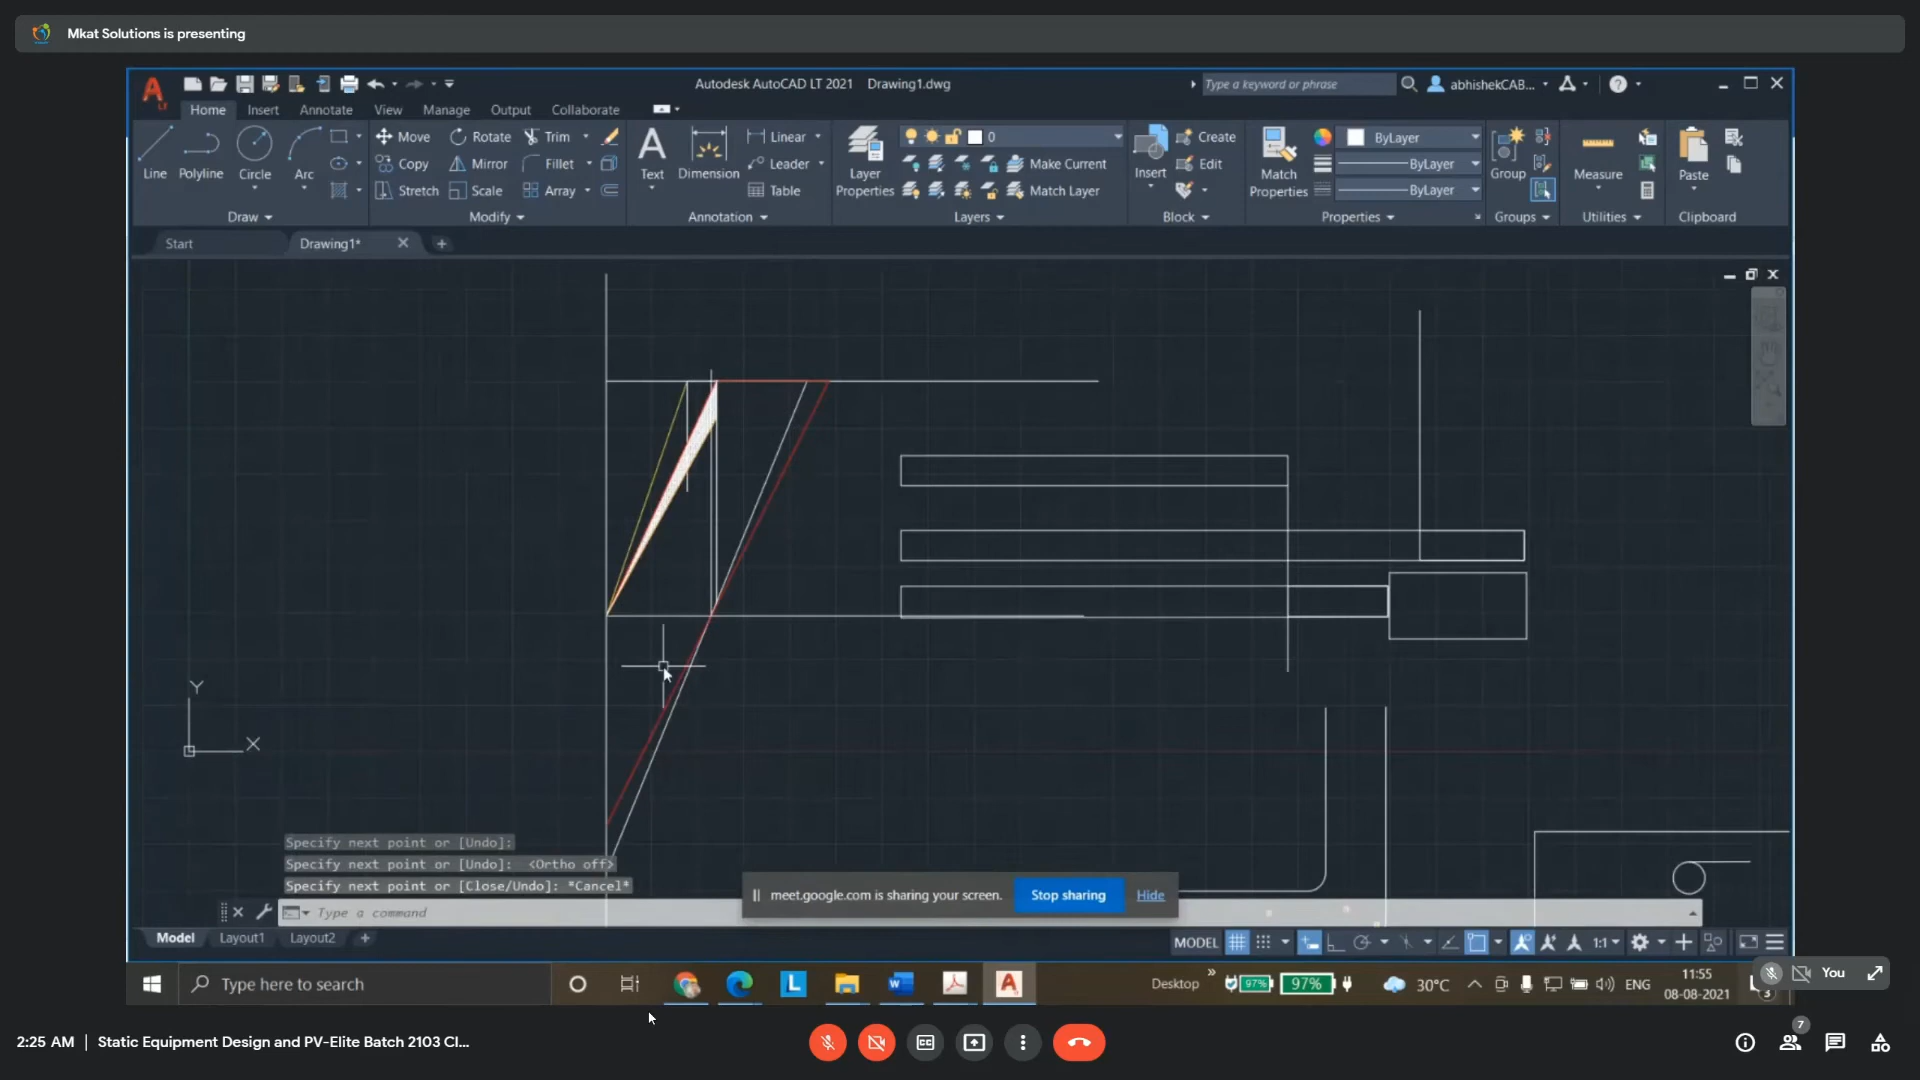 Mkat Solutions is presenting
Autodesk AutoCAD LT 2021 Drawing1.dwg
Type a keyword or phrase
abhishekCAB...
LT
Home Insert Annotate View Manage Output Collaborate
Line Polyline Circle Arc
Draw
Move Rotate Trim
Copy Mirror Fillet
Stretch Scale Array
Modify
Text Dimension
Linear
Leader
Table
Annotation
Layer Properties
0
Make Current
Match Layer
Layers
Insert
Create
Edit
Block
Match Properties
ByLayer
ByLayer
ByLayer
Properties
Group
Groups
Measure
Utilities
Paste
Clipboard
Start Drawing1*
Y
X
Specify next point or [Undo]:
Specify next point or [Undo]: <Ortho off>
Specify next point or [Close/Undo]: *Cancel*
Type a command
meet.google.com is sharing your screen. Stop sharing Hide
Model Layout1 Layout2
MODEL 1:1
Type here to search
L
Desktop
97%
97%
30°C
ENG
11:55
08-08-2021
3
You
2:25 AM | Static Equipment Design and PV-Elite Batch 2103 Cl...
7